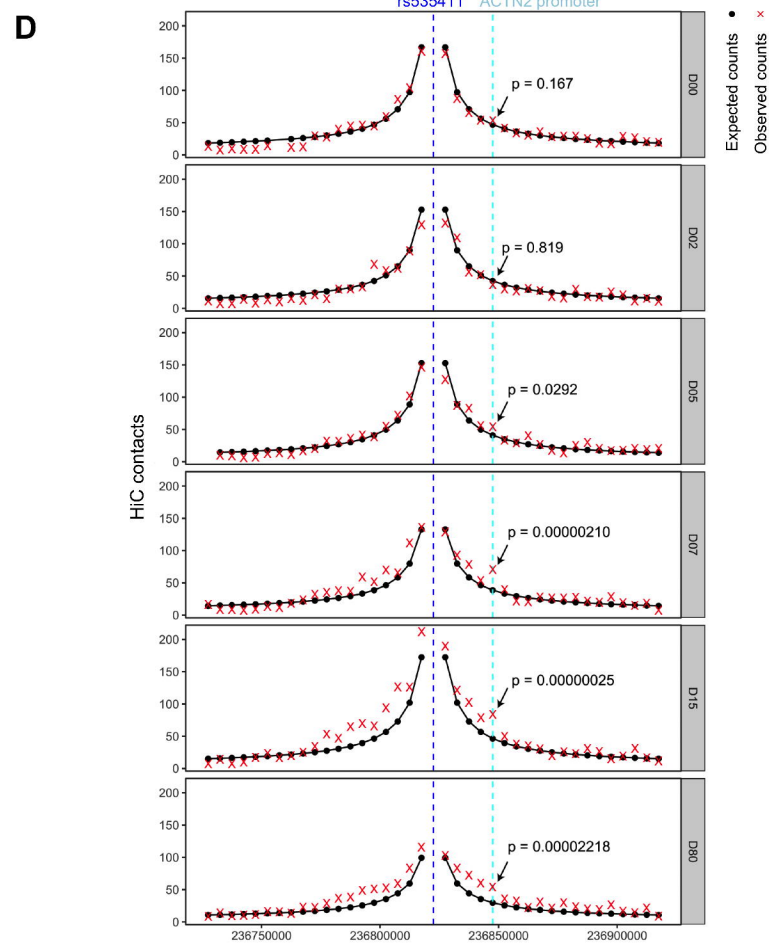 D
rs535411 ACTN2 promoter
Expected counts
Observed counts
HiC contacts
200
150
100
50
0
p = 0.167
D00
200
150
100
50
0
p = 0.819
D02
200
150
100
50
0
p = 0.0292
D05
200
150
100
50
0
p = 0.00000210
D07
200
150
100
50
0
p = 0.00000025
D15
200
150
100
50
0
p = 0.00002218
D80
236750000 236800000 236850000 236900000